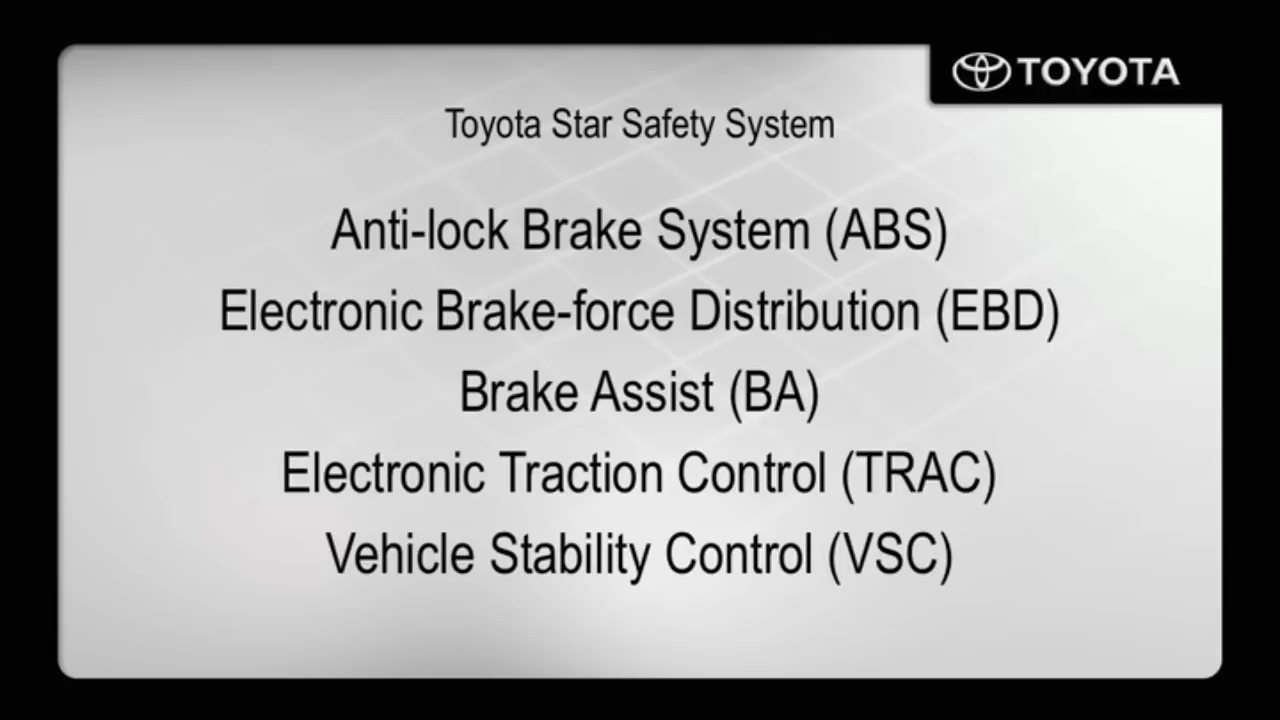 TOYOTA
Toyota Star Safety System
Anti-lock Brake System (ABS)
Electronic Brake-force Distribution (EBD)
Brake Assist (BA)
Electronic Traction Control (TRAC)
Vehicle Stability Control (VSC)